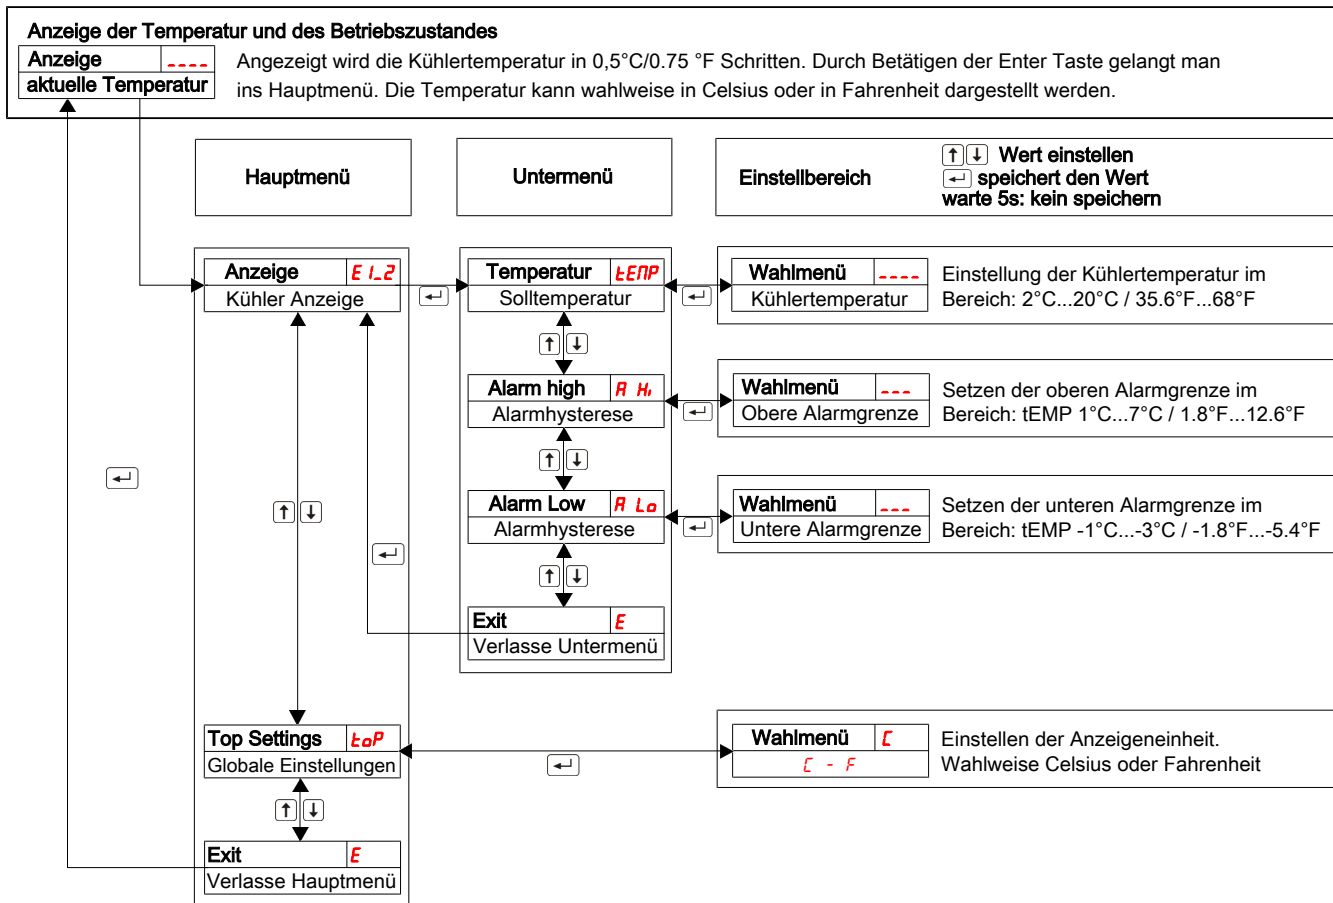 Anzeige der Temperatur und des Betriebszustandes
Anzeige ----
aktuelle Temperatur
Angezeigt wird die Kühlertemperatur in 0,5°C/0.75 °F Schritten. Durch Betätigen der Enter Taste gelangt man
ins Hauptmenü. Die Temperatur kann wahlweise in Celsius oder in Fahrenheit dargestellt werden.
Hauptmenü
Untermenü
Einstellbereich
↑ ↓ Wert einstellen
↵ speichert den Wert
warte 5s: kein speichern
Anzeige E1_2
Kühler Anzeige
↵
Temperatur tEMP
Solltemperatur
↵
Wahlmenü ----
Kühlertemperatur
Einstellung der Kühlertemperatur im
Bereich: 2°C...20°C / 35.6°F...68°F
↑ ↓
Alarm high A Hi
Alarmhysterese
↵
Wahlmenü ---
Obere Alarmgrenze
Setzen der oberen Alarmgrenze im
Bereich: tEMP 1°C...7°C / 1.8°F...12.6°F
↑ ↓
↵
↑ ↓
Alarm Low A Lo
Alarmhysterese
↵
Wahlmenü ---
Untere Alarmgrenze
Setzen der unteren Alarmgrenze im
Bereich: tEMP -1°C...-3°C / -1.8°F...-5.4°F
↵
↑ ↓
Exit E
Verlasse Untermenü
Top Settings toP
Globale Einstellungen
↵
Wahlmenü C
C - F
Einstellen der Anzeigeneinheit.
Wahlweise Celsius oder Fahrenheit
↑ ↓
Exit E
Verlasse Hauptmenü